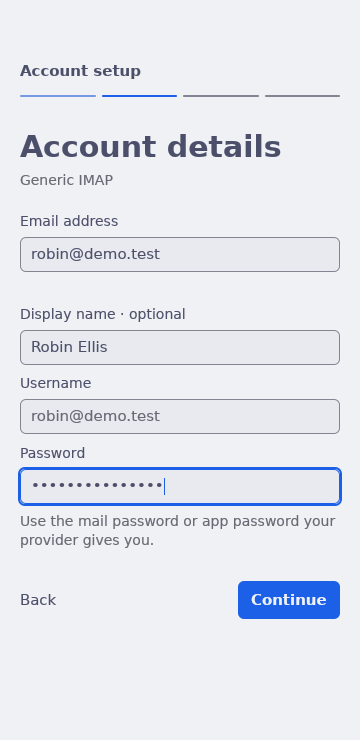 Account setup
Account details
Generic IMAP
Email address
robin@demo.test
Display name · optional
Robin Ellis
Username
robin@demo.test
Password
•••••••••••••••
Use the mail password or app password your
provider gives you.
Back
Continue